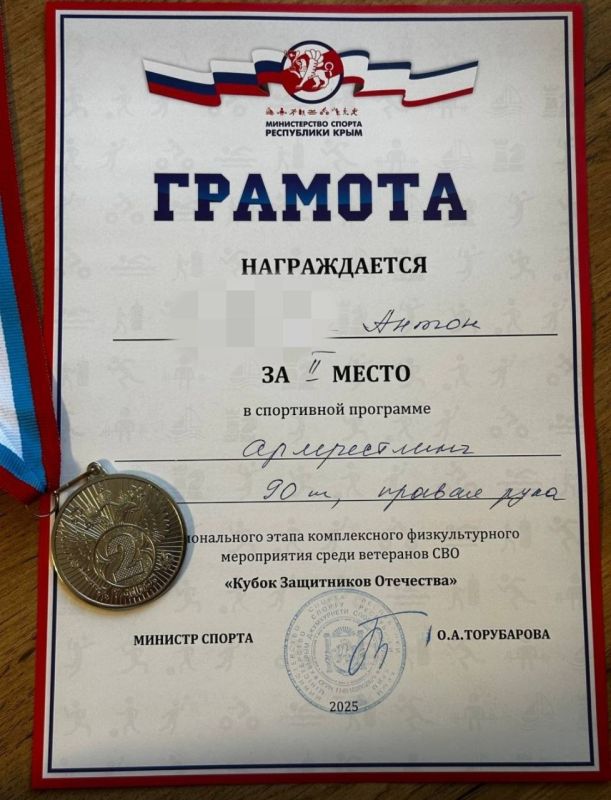 МИНИСТЕРСТВО СПОРТА
РЕСПУБЛИКИ КРЫМ
ГРАМОТА
НАГРАЖДАЕТСЯ
Антон
ЗА II МЕСТО
в спортивной программе
Армрестлинг
90 кг, правая рука
ионального этапа комплексного физкультурного
мероприятия среди ветеранов СВО
«Кубок Защитников Отечества»
МИНИСТР СПОРТА О.А.ТОРУБАРОВА
2025
2